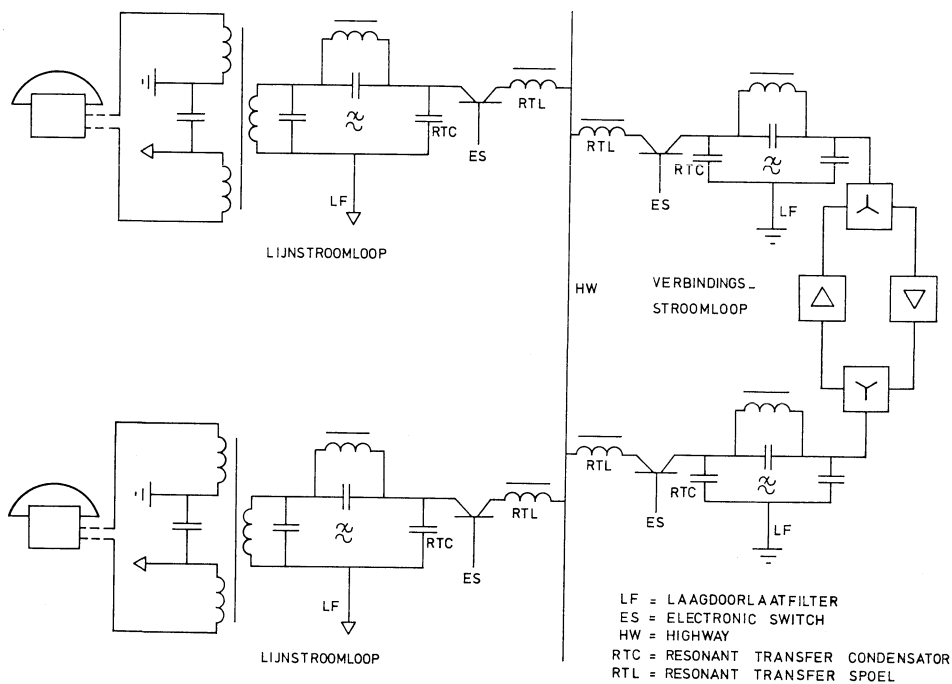 RTL
RTC
ES
LF
LIJNSTROOMLOOP
RTL
RTC
ES
LF
HW
VERBINDINGS_
STROOMLOOP
RTL
RTC
ES
LF
LIJNSTROOMLOOP
RTL
RTC
ES
LF
LF = LAAGDOORLAATFILTER
ES = ELECTRONIC SWITCH
HW = HIGHWAY
RTC = RESONANT TRANSFER CONDENSATOR
RTL = RESONANT TRANSFER SPOEL